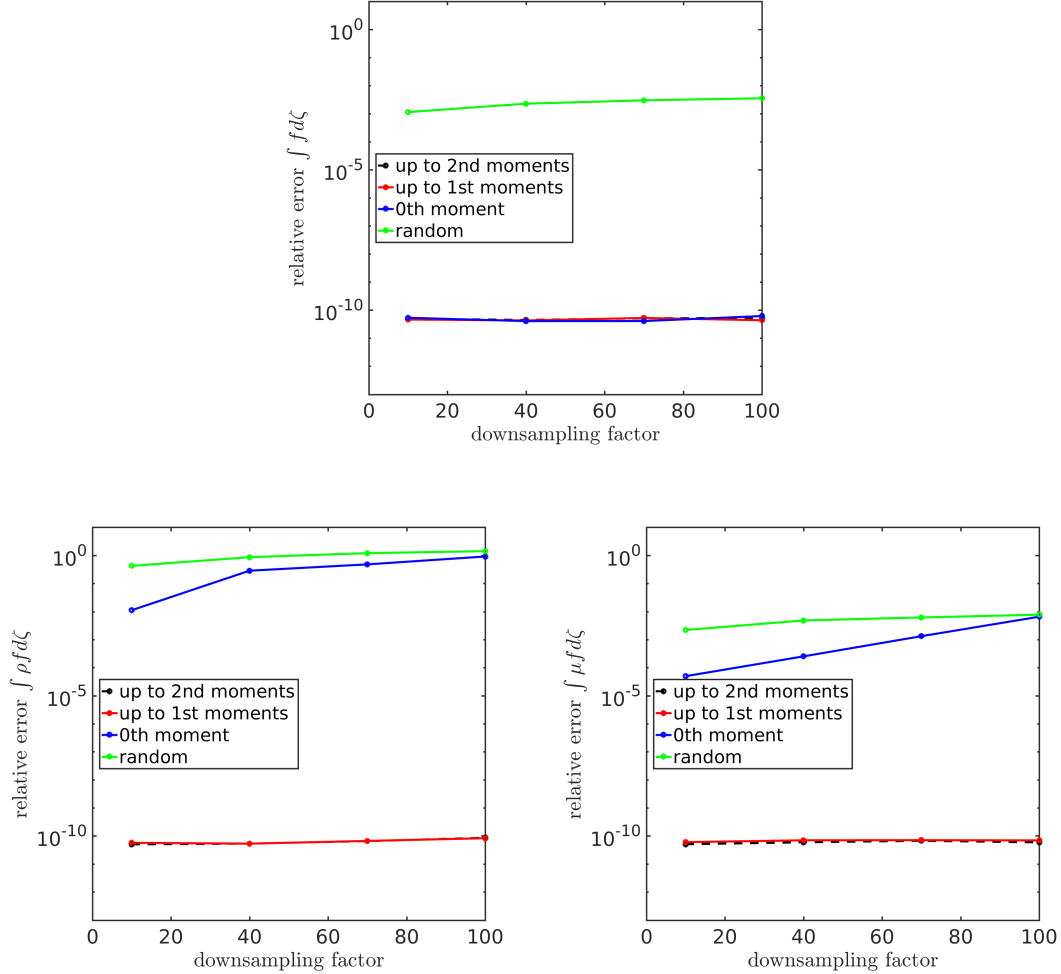 relative error ∫ fdζ
10^0
10^-5
10^-10
up to 2nd moments
up to 1st moments
0th moment
random
0 20 40 60 80 100
downsampling factor
relative error ∫ ρfdζ
10^0
10^-5
10^-10
up to 2nd moments
up to 1st moments
0th moment
random
0 20 40 60 80 100
downsampling factor
relative error ∫ μfdζ
10^0
10^-5
10^-10
up to 2nd moments
up to 1st moments
0th moment
random
0 20 40 60 80 100
downsampling factor